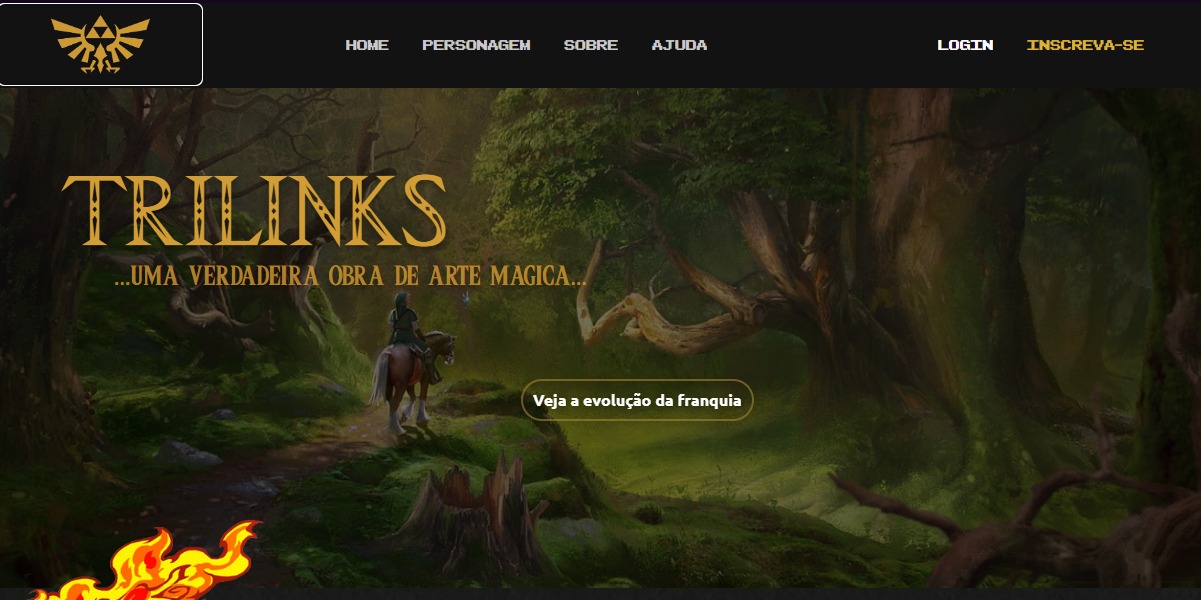 HOME PERSONAGEM SOBRE AJUDA LOGIN INSCREVA-SE
TRILINKS
...UMA VERDADEIRA OBRA DE ARTE MAGICA...
Veja a evolução da franquia